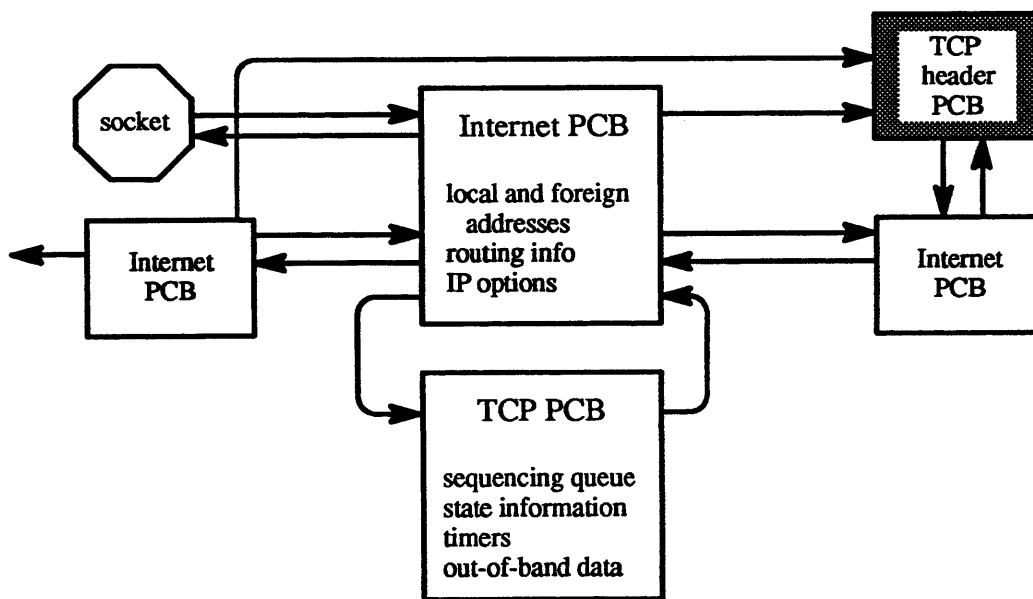 socket
Internet PCB
local and foreign
addresses
routing info
IP options
TCP
header
PCB
Internet
PCB
Internet
PCB
TCP PCB
sequencing queue
state information
timers
out-of-band data